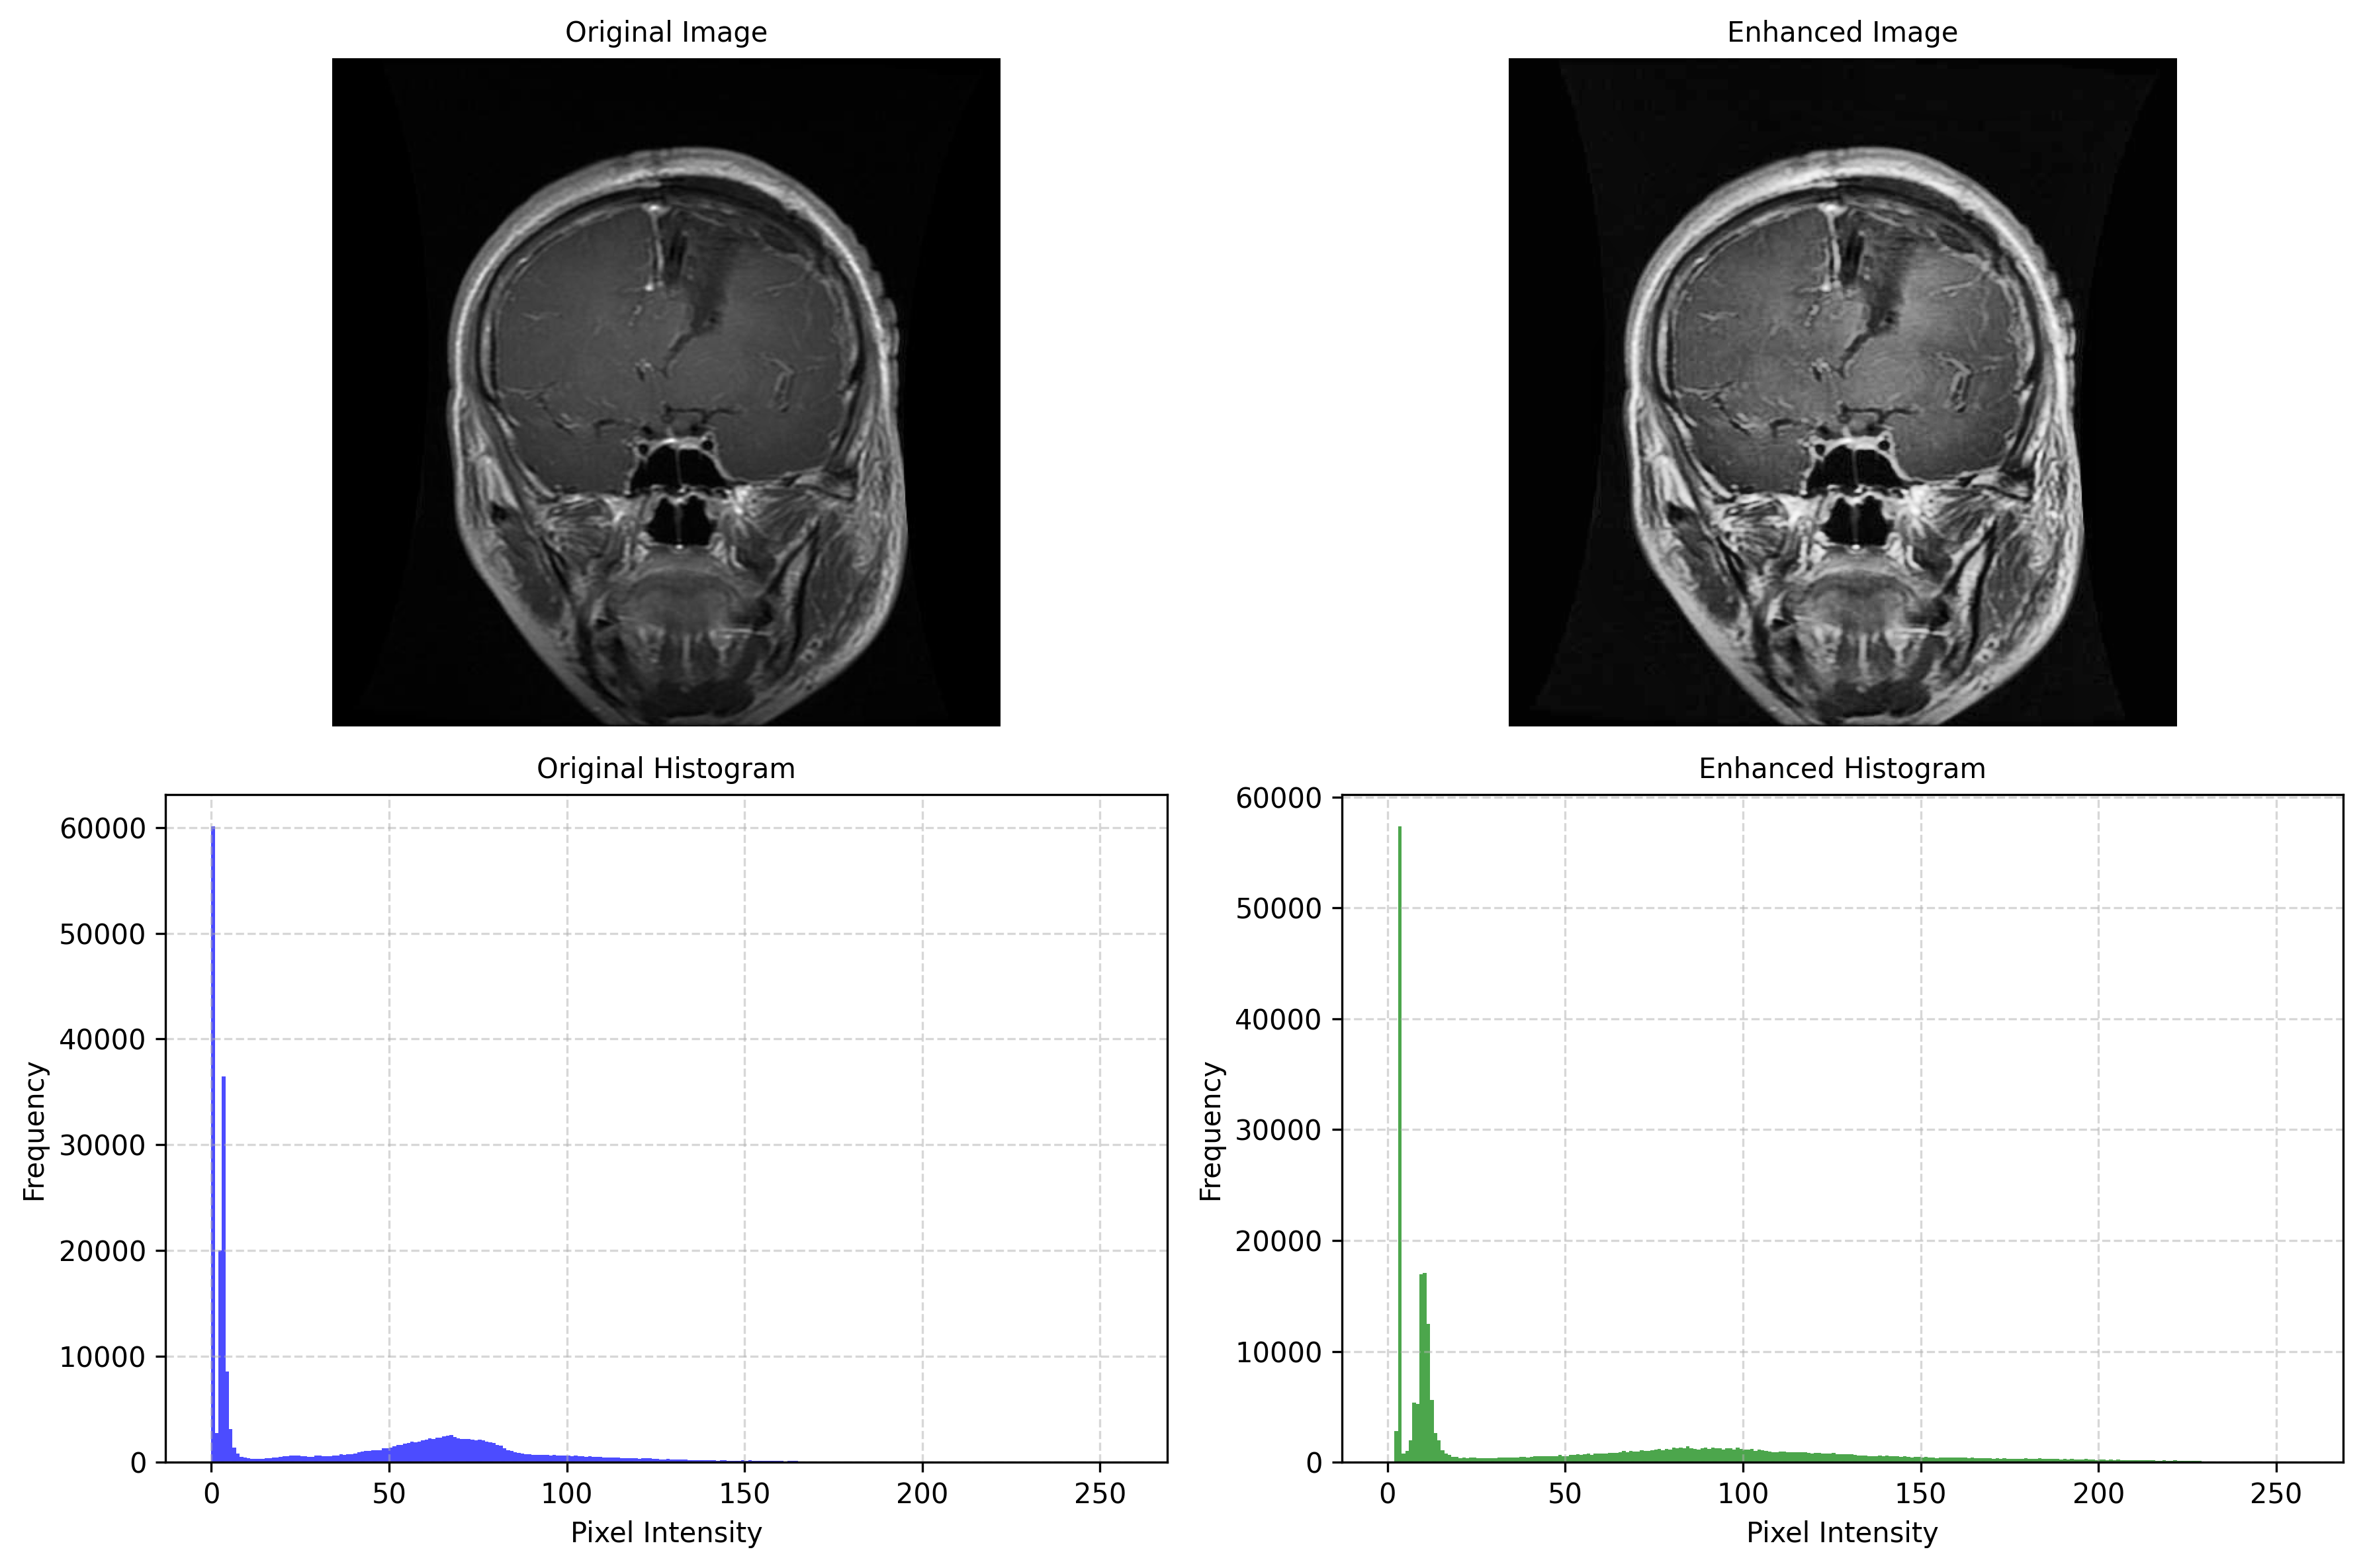 Original Image
Enhanced Image
Original Histogram
Enhanced Histogram
Frequency
60000
50000
40000
30000
20000
10000
0
0 50 100 150 200 250
Pixel Intensity
Frequency
60000
50000
40000
30000
20000
10000
0
0 50 100 150 200 250
Pixel Intensity